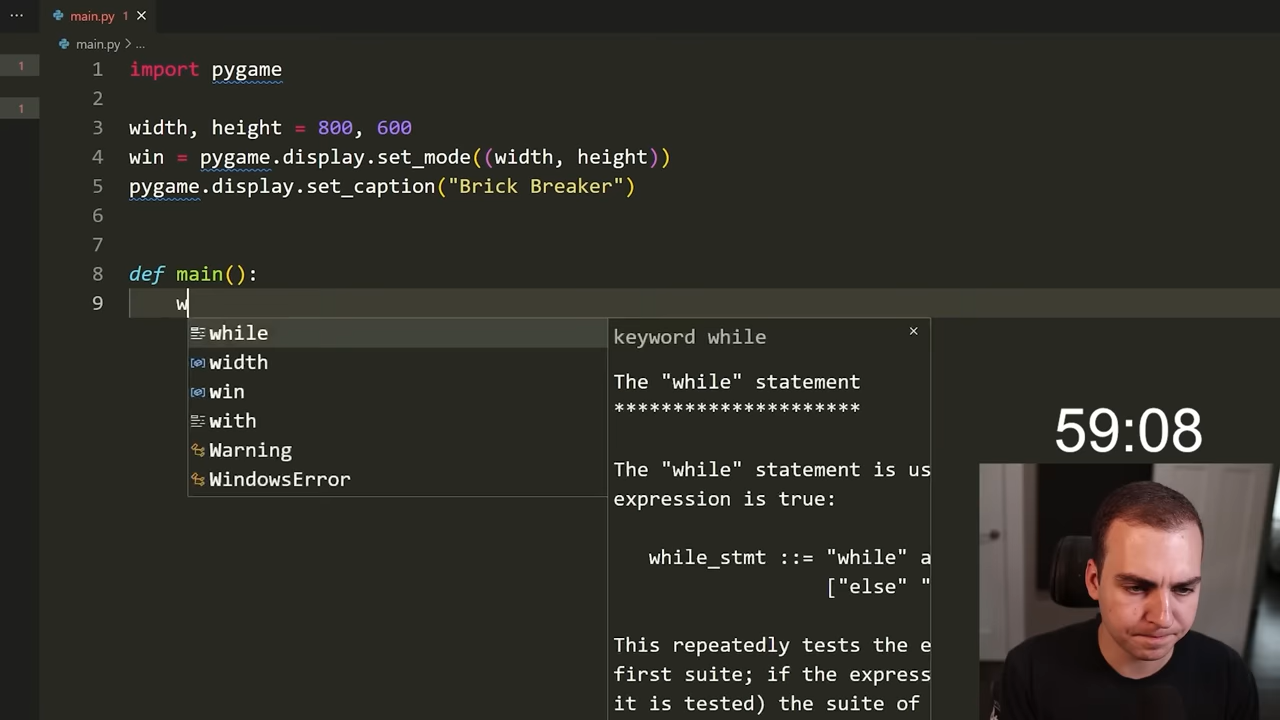 ... main.py 1 ×
main.py > ...
1
1
1 import pygame
2
3 width, height = 800, 600
4 win = pygame.display.set_mode((width, height))
5 pygame.display.set_caption("Brick Breaker")
6
7
8 def main():
9 w
while
width
win
with
Warning
WindowsError
keyword while ×
The "while" statement
*********************
The "while" statement is us
expression is true:
while_stmt ::= "while" a
["else" "
This repeatedly tests the e
first suite; if the express
it is tested) the suite of
59:08